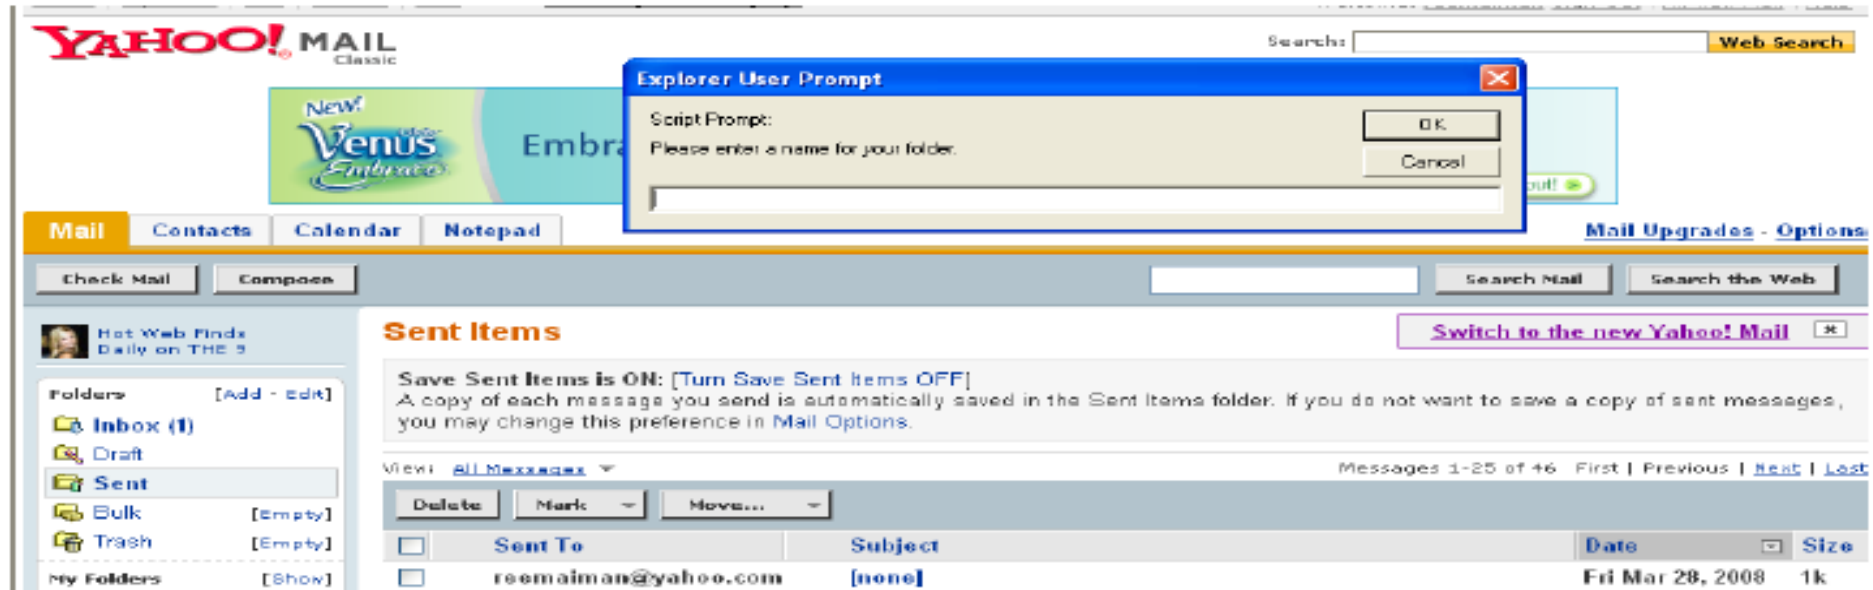 YAHOO! MAIL
Classic
Search:
Web Search
Explorer User Prompt
Script Prompt:
Please enter a name for your folder.
OK
Cancel
New!
Venus
Embrace
Embra
out!
Mail Contacts Calendar Notepad
Mail Upgrades - Options
Check Mail Compose
Search Mail Search the Web
Hot Web Finds
Daily on THE 9
Sent Items
Switch to the new Yahoo! Mail
Save Sent Items is ON: [Turn Save Sent Items OFF]
A copy of each message you send is automatically saved in the Sent Items folder. If you do not want to save a copy of sent messages,
you may change this preference in Mail Options.
Folders [Add - Edit]
Inbox (1)
Draft
Sent
Bulk [Empty]
Trash [Empty]
My Folders [Show]
View: All Messages
Messages 1-25 of 46 First | Previous | Next | Last
Delete Mark Move...
Sent To Subject Date Size
reemaiman@yahoo.com [none] Fri Mar 28, 2008 1k